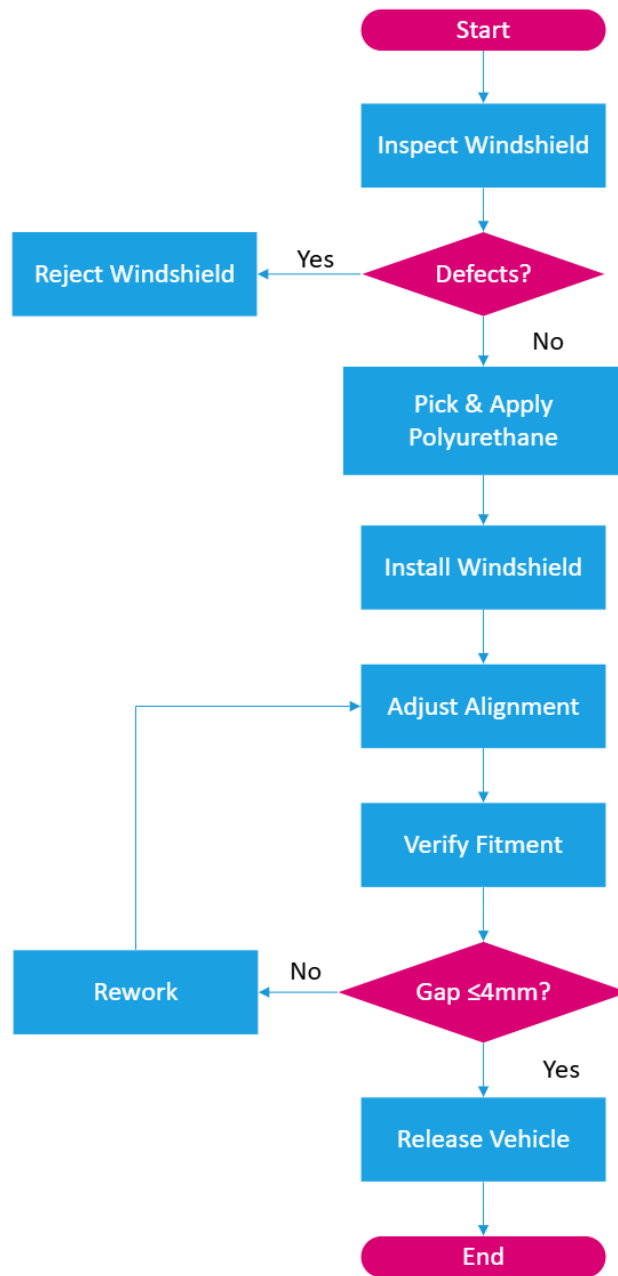 Start
Inspect Windshield
Yes
Reject Windshield
Defects?
No
Pick & Apply
Polyurethane
Install Windshield
Adjust Alignment
Verify Fitment
No
Rework
Gap ≤4mm?
Yes
Release Vehicle
End